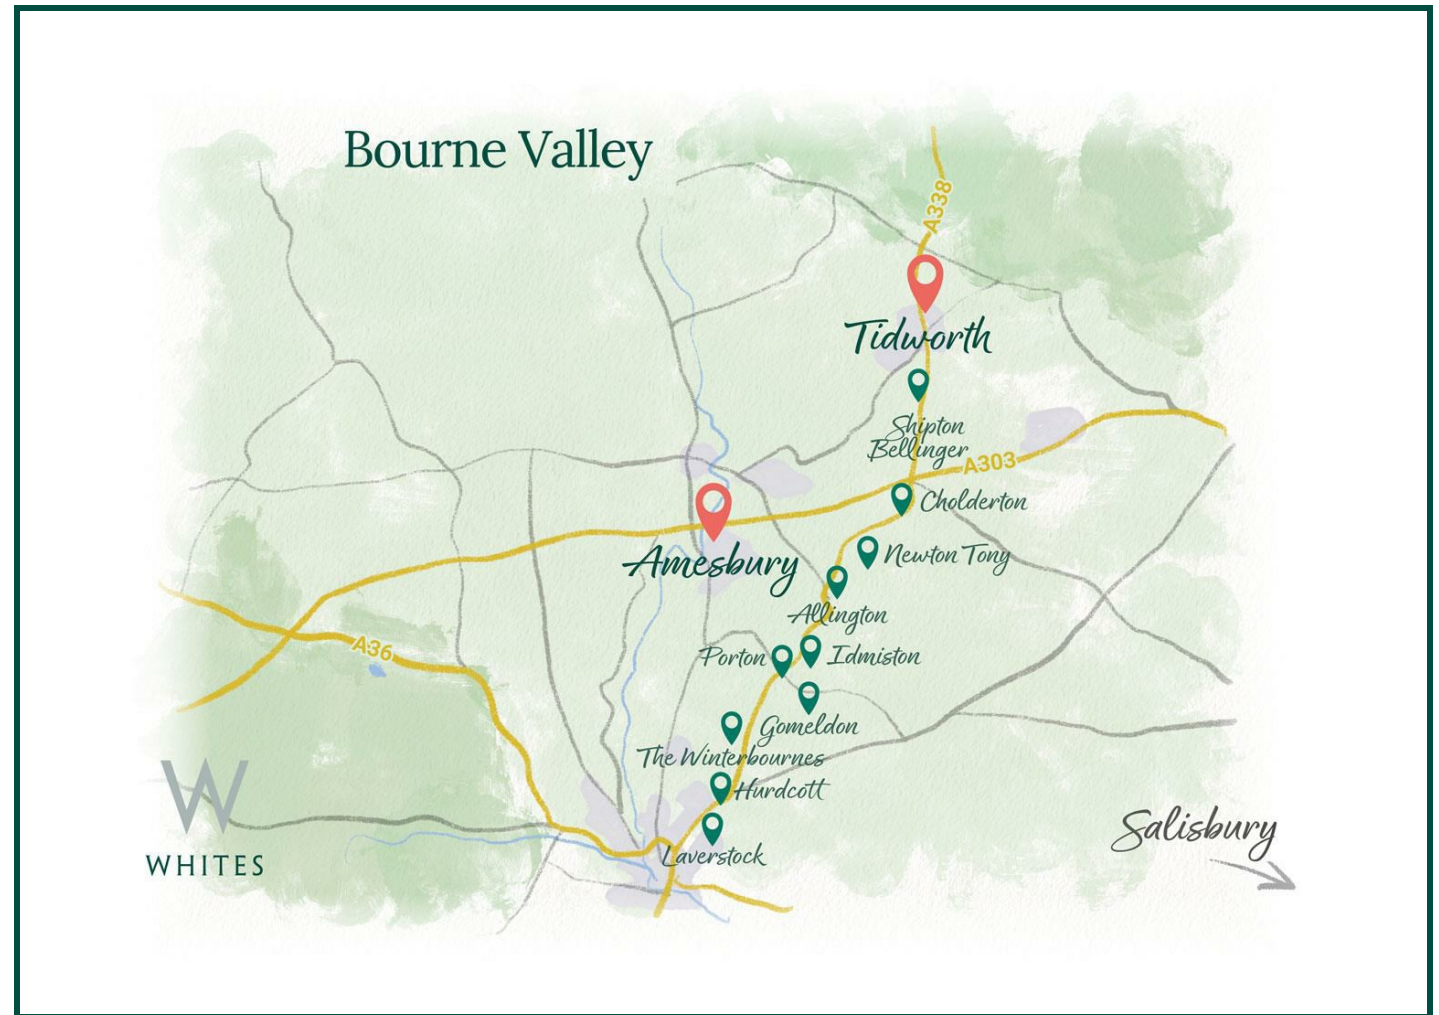 Bourne Valley
A338
Tidworth
Shipton
Bellinger
A303
Cholderton
Amesbury
Newton Tony
Allington
A36
Porton
Idmiston
Gomeldon
The Winterbournes
Hurdcott
W
Salisbury
WHITES
Laverstock